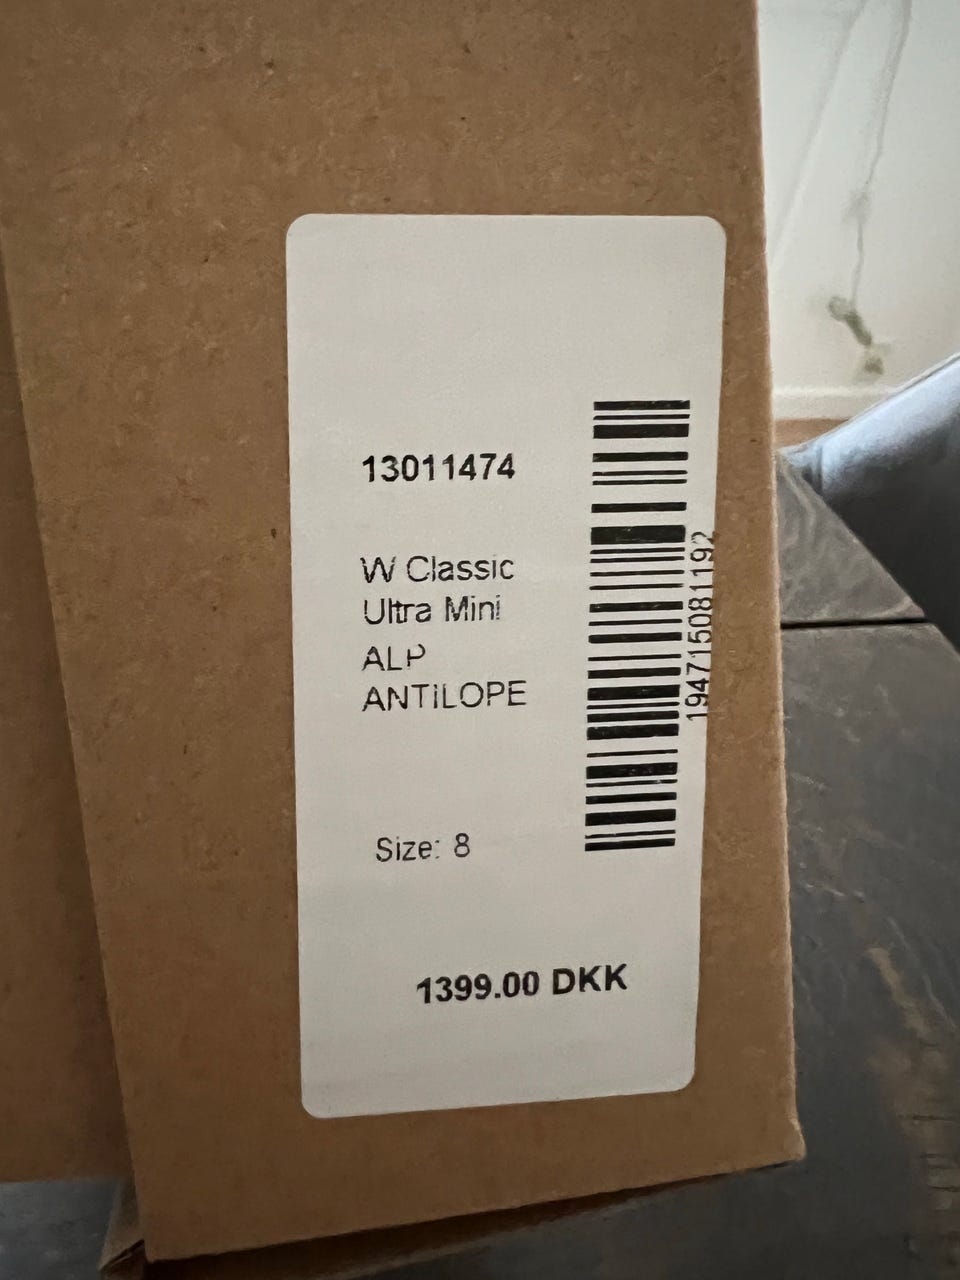 13011474
W Classic
Ultra Mini
ALP
ANTILOPE
Size: 8
1399.00 DKK
194715081192